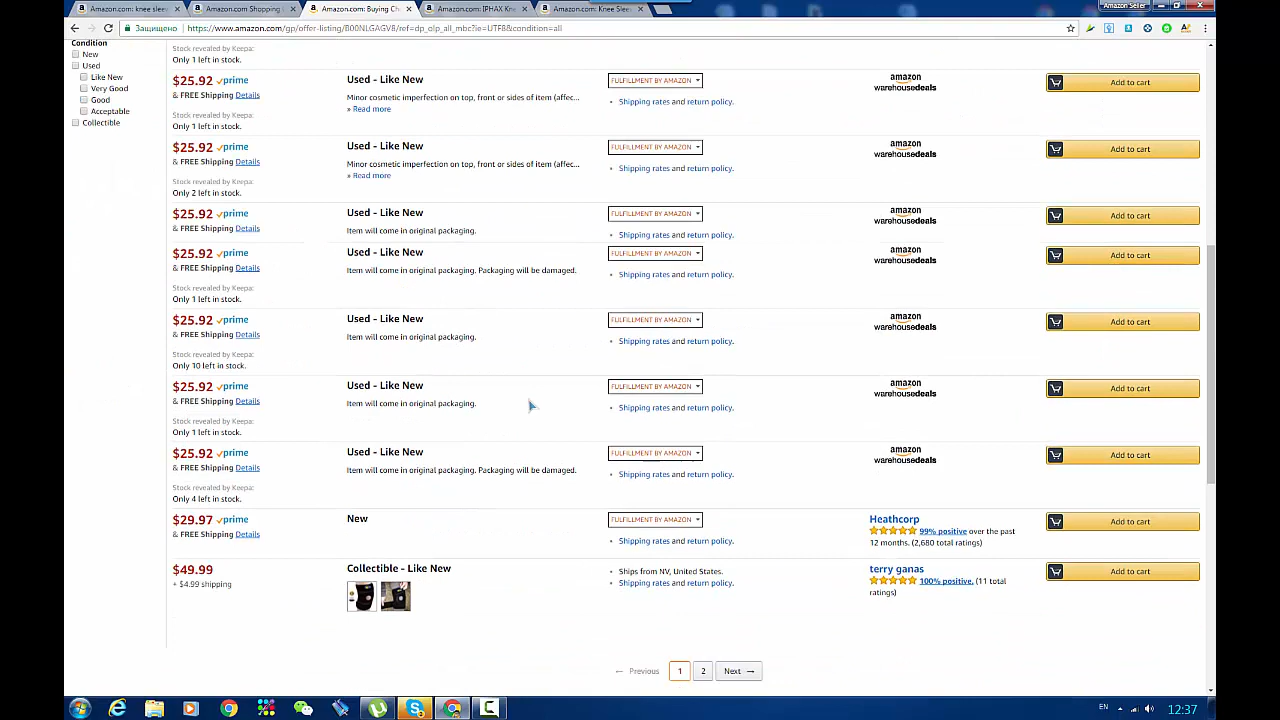 Amazon.com: knee slee
Amazon.com Shopping
Amazon.com: Buying Ch
Amazon.com: IPHAX Kn
Amazon.com: Knee Slee
Amazon Seller
Защищено
https://www.amazon.com/gp/offer-listing/B00NLGAGV8/ref=dp_olp_all_mbc?ie=UTF8&condition=all
Condition
New
Used
Like New
Very Good
Good
Acceptable
Collectible
Stock revealed by Keepa:
Only 1 left in stock.
$25.92 prime Used - Like New FULFILLMENT BY AMAZON amazon warehousedeals Add to cart
& FREE Shipping Details Minor cosmetic imperfection on top, front or sides of item (affec... Shipping rates and return policy.
» Read more
Stock revealed by Keepa:
Only 1 left in stock.
$25.92 prime Used - Like New FULFILLMENT BY AMAZON amazon warehousedeals Add to cart
& FREE Shipping Details Minor cosmetic imperfection on top, front or sides of item (affec... Shipping rates and return policy.
» Read more
Stock revealed by Keepa:
Only 2 left in stock.
$25.92 prime Used - Like New FULFILLMENT BY AMAZON amazon warehousedeals Add to cart
& FREE Shipping Details Item will come in original packaging. Shipping rates and return policy.
$25.92 prime Used - Like New FULFILLMENT BY AMAZON amazon warehousedeals Add to cart
& FREE Shipping Details Item will come in original packaging. Packaging will be damaged. Shipping rates and return policy.
Stock revealed by Keepa:
Only 1 left in stock.
$25.92 prime Used - Like New FULFILLMENT BY AMAZON amazon warehousedeals Add to cart
& FREE Shipping Details Item will come in original packaging. Shipping rates and return policy.
Stock revealed by Keepa:
Only 10 left in stock.
$25.92 prime Used - Like New FULFILLMENT BY AMAZON amazon warehousedeals Add to cart
& FREE Shipping Details Item will come in original packaging. Shipping rates and return policy.
Stock revealed by Keepa:
Only 1 left in stock.
$25.92 prime Used - Like New FULFILLMENT BY AMAZON amazon warehousedeals Add to cart
& FREE Shipping Details Item will come in original packaging. Packaging will be damaged. Shipping rates and return policy.
Stock revealed by Keepa:
Only 4 left in stock.
$29.97 prime New FULFILLMENT BY AMAZON Heathcorp Add to cart
& FREE Shipping Details Shipping rates and return policy. 99% positive over the past
12 months. (2,680 total ratings)
$49.99 Collectible - Like New Ships from NV, United States. terry ganas Add to cart
+ $4.99 shipping Shipping rates and return policy. 100% positive. (11 total
ratings)
← Previous 1 2 Next →
EN 12:37